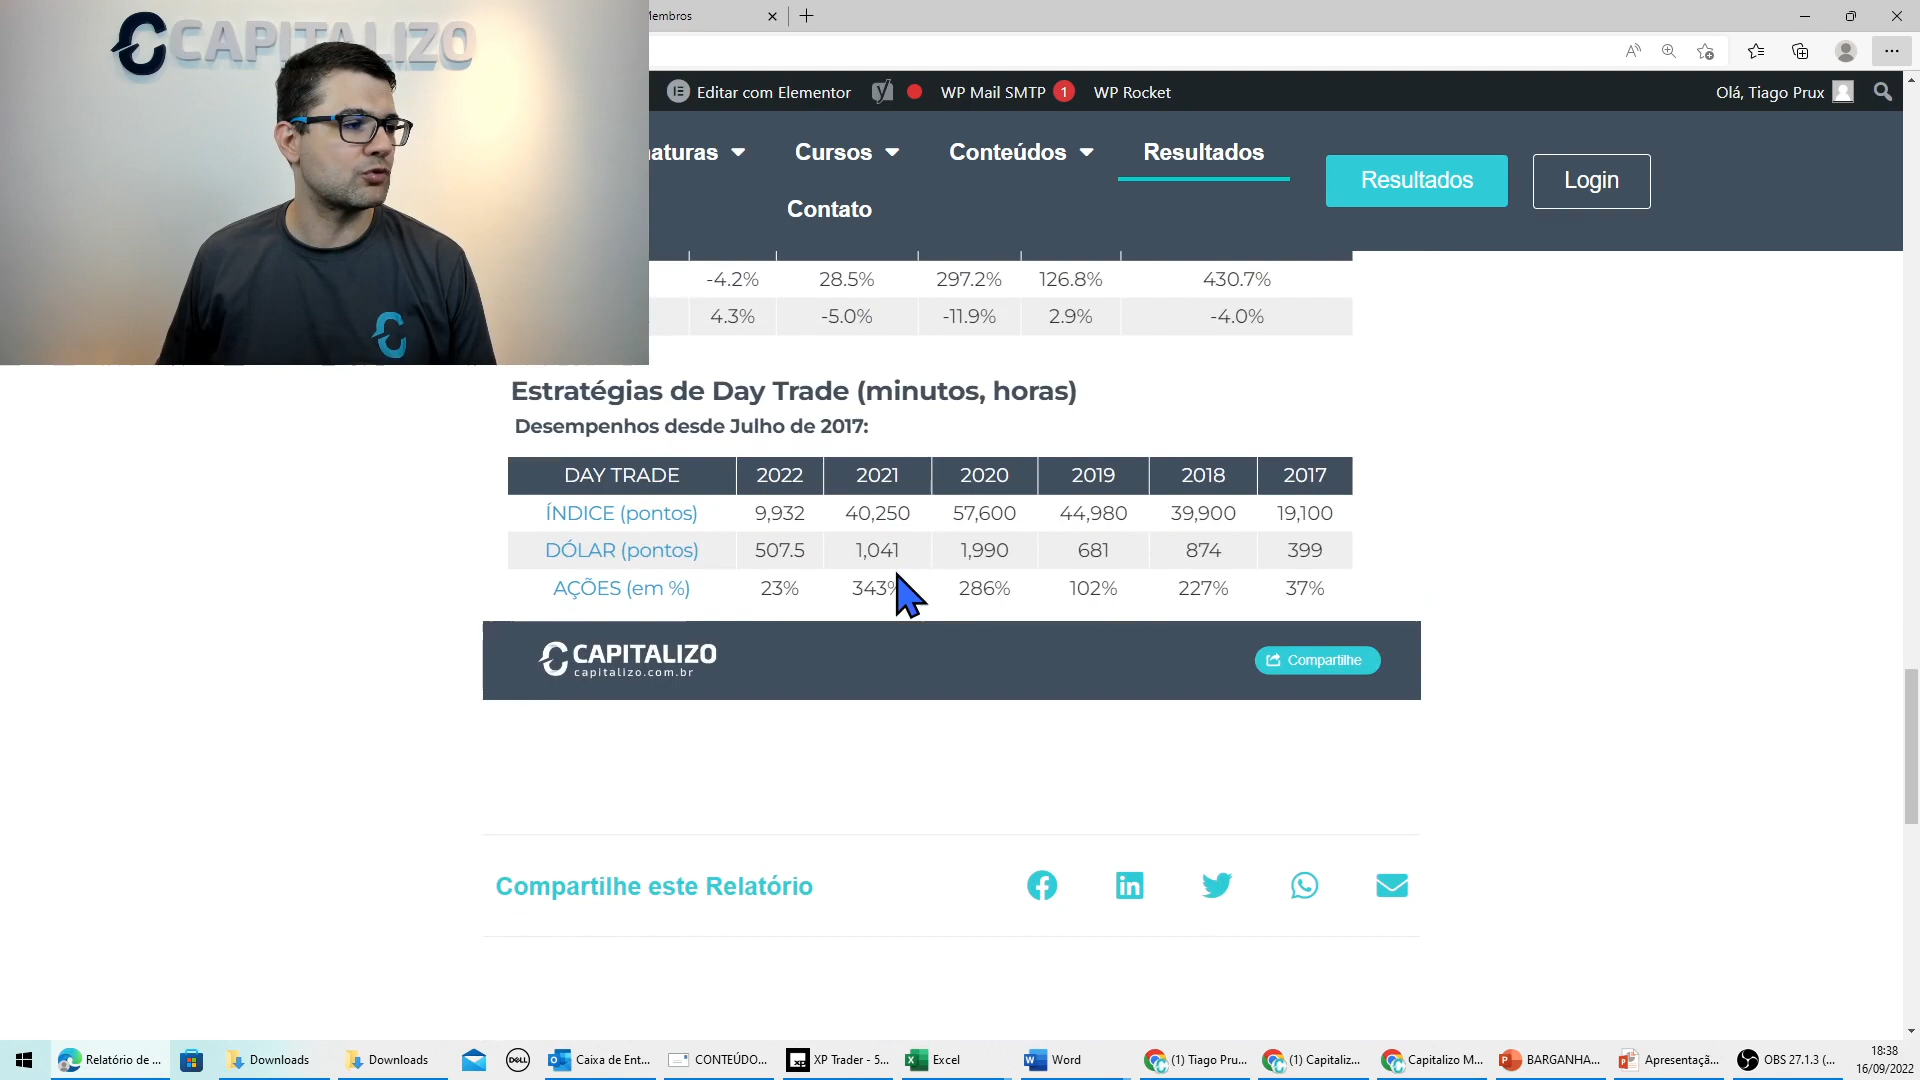 CAPITALIZO
Membros
Editar com Elementor
WP Mail SMTP 1
WP Rocket
Olá, Tiago Prux
naturas
Cursos
Conteúdos
Resultados
Contato
Resultados
Login
-4.2% 28.5% 297.2% 126.8% 430.7%
4.3% -5.0% -11.9% 2.9% -4.0%
Estratégias de Day Trade (minutos, horas)
Desempenhos desde Julho de 2017:
DAY TRADE 2022 2021 2020 2019 2018 2017
ÍNDICE (pontos) 9,932 40,250 57,600 44,980 39,900 19,100
DÓLAR (pontos) 507.5 1,041 1,990 681 874 399
AÇÕES (em %) 23% 343% 286% 102% 227% 37%
CAPITALIZO
capitalizo.com.br
Compartilhe
Compartilhe este Relatório
Relatório de ...
Downloads
Downloads
DELL
Caixa de Ent...
CONTEÚDO...
XP Trader - 5...
Excel
Word
(1) Tiago Pru...
(1) Capitaliz...
Capitalizo M...
BARGANHA...
Apresentaçã...
OBS 27.1.3 (...
18:38
16/09/2022